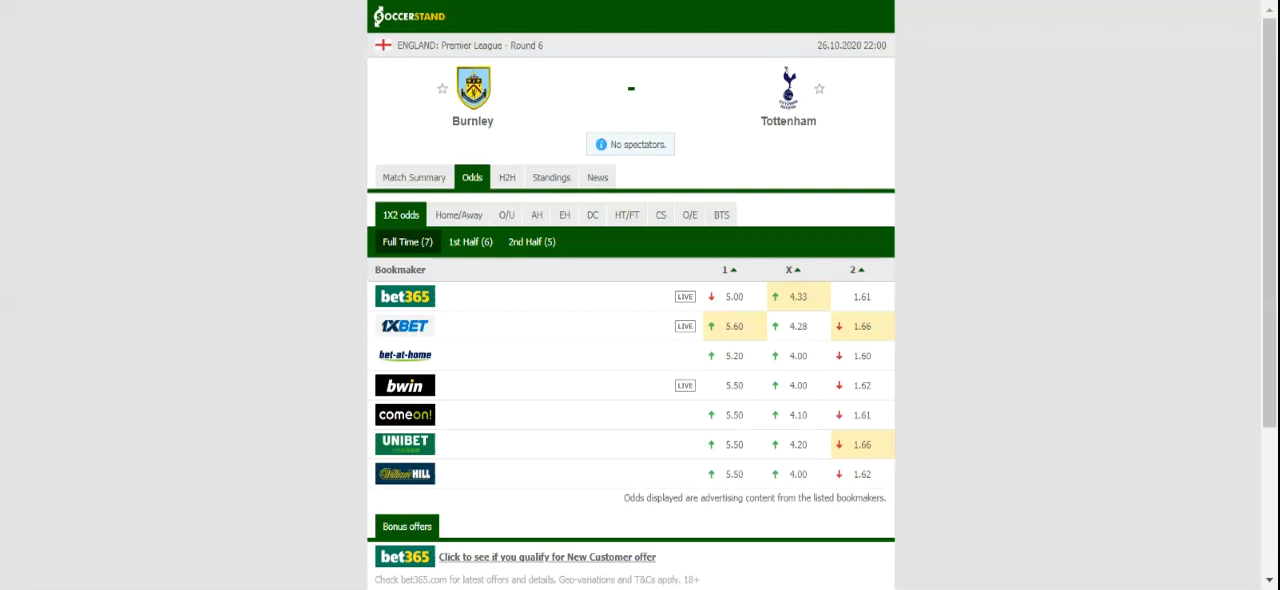 SOCCERSTAND
ENGLAND: Premier League - Round 6 26.10.2020 22:00
-
Burnley Tottenham
No spectators.
Match Summary Odds H2H Standings News
1X2 odds Home/Away O/U AH EH DC HT/FT CS O/E BTS
Full Time (7) 1st Half (6) 2nd Half (5)
Bookmaker 1 X 2
bet365 LIVE 5.00 4.33 1.61
1XBET LIVE 5.60 4.28 1.66
bet-at-home 5.20 4.00 1.60
bwin LIVE 5.50 4.00 1.62
comeon! 5.50 4.10 1.61
UNIBET 5.50 4.20 1.66
William HILL 5.50 4.00 1.62
Odds displayed are advertising content from the listed bookmakers.
Bonus offers
bet365 Click to see if you qualify for New Customer offer
Check bet365.com for latest offers and details. Geo-variations and T&Cs apply. 18+